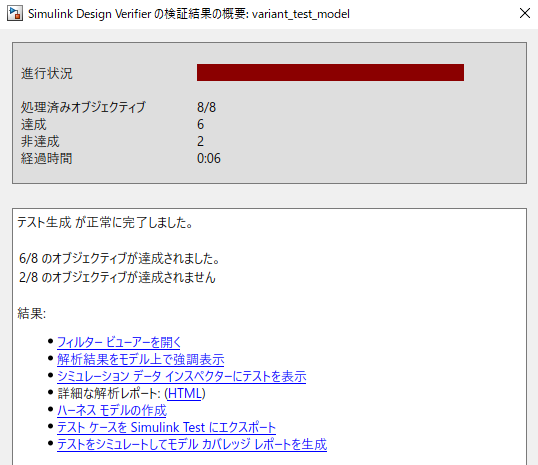 Simulink Design Verifier の検証結果の概要: variant_test_model
進行状況
処理済みオブジェクティブ 8/8
達成 6
非達成 2
経過時間 0:06
テスト生成 が正常に完了しました。
6/8 のオブジェクティブが達成されました。
2/8 のオブジェクティブが達成されません
結果:
フィルター ビューアーを開く
解析結果をモデル上で強調表示
シミュレーション データ インスペクターにテストを表示
詳細な解析レポート: (HTML)
ハーネス モデルの作成
テスト ケースを Simulink Test にエクスポート
テストをシミュレートしてモデル カバレッジ レポートを生成